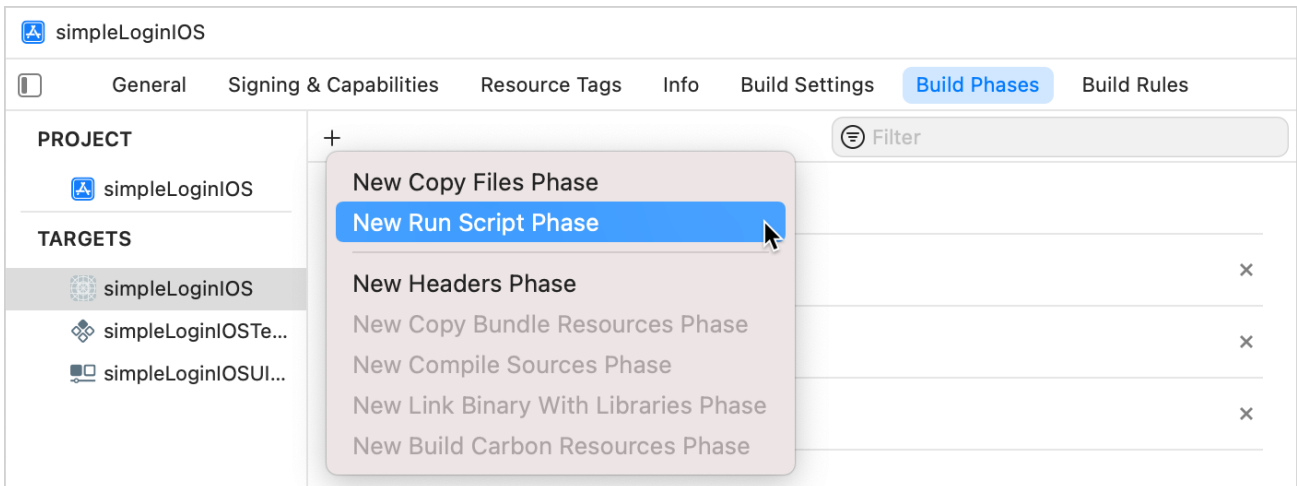 simpleLoginIOS
General Signing & Capabilities Resource Tags Info Build Settings Build Phases Build Rules
PROJECT
+
Filter
simpleLoginIOS
TARGETS
simpleLoginIOS
simpleLoginIOSTe...
simpleLoginIOSUI...
New Copy Files Phase
New Run Script Phase
New Headers Phase
New Copy Bundle Resources Phase
New Compile Sources Phase
New Link Binary With Libraries Phase
New Build Carbon Resources Phase